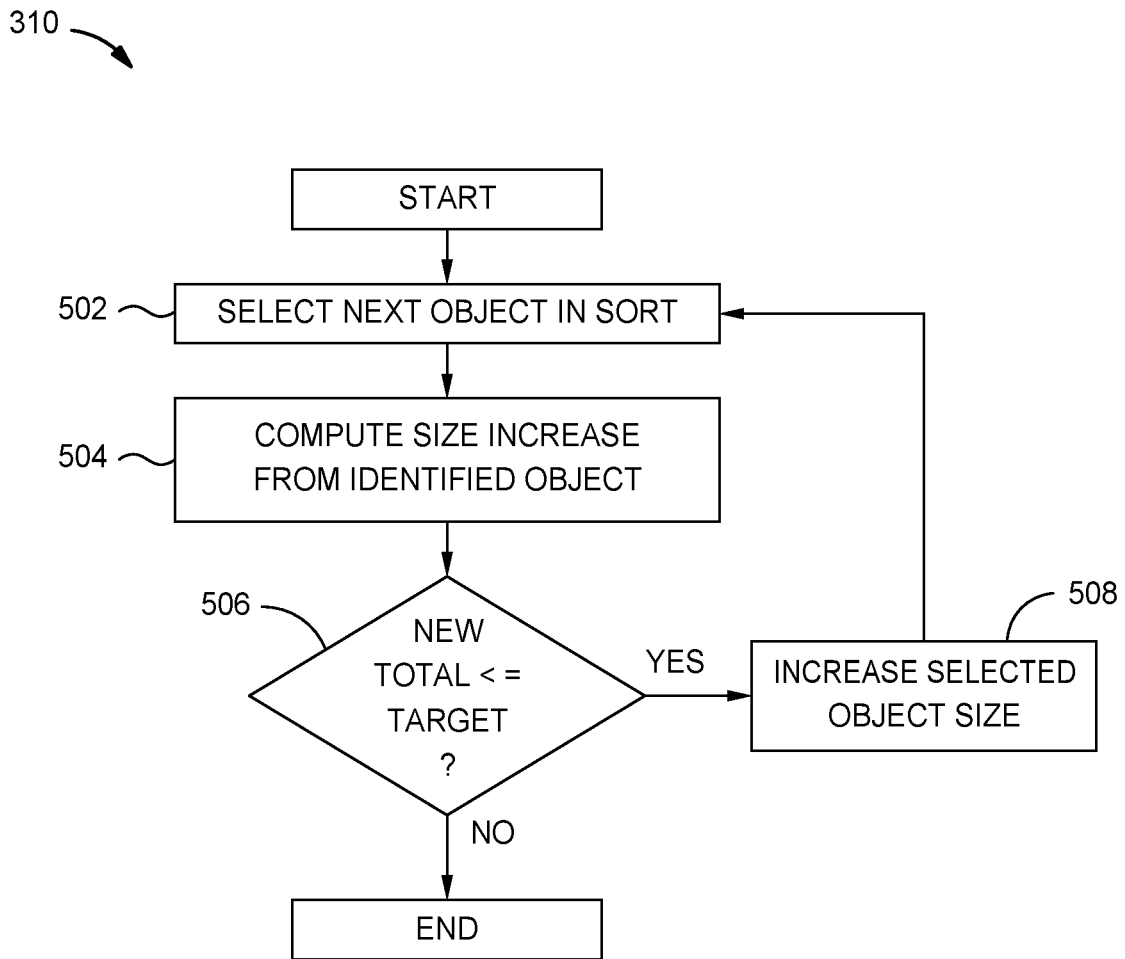 310
START
502
SELECT NEXT OBJECT IN SORT
504
COMPUTE SIZE INCREASE
FROM IDENTIFIED OBJECT
506
NEW
TOTAL < =
TARGET
?
YES
508
INCREASE SELECTED
OBJECT SIZE
NO
END